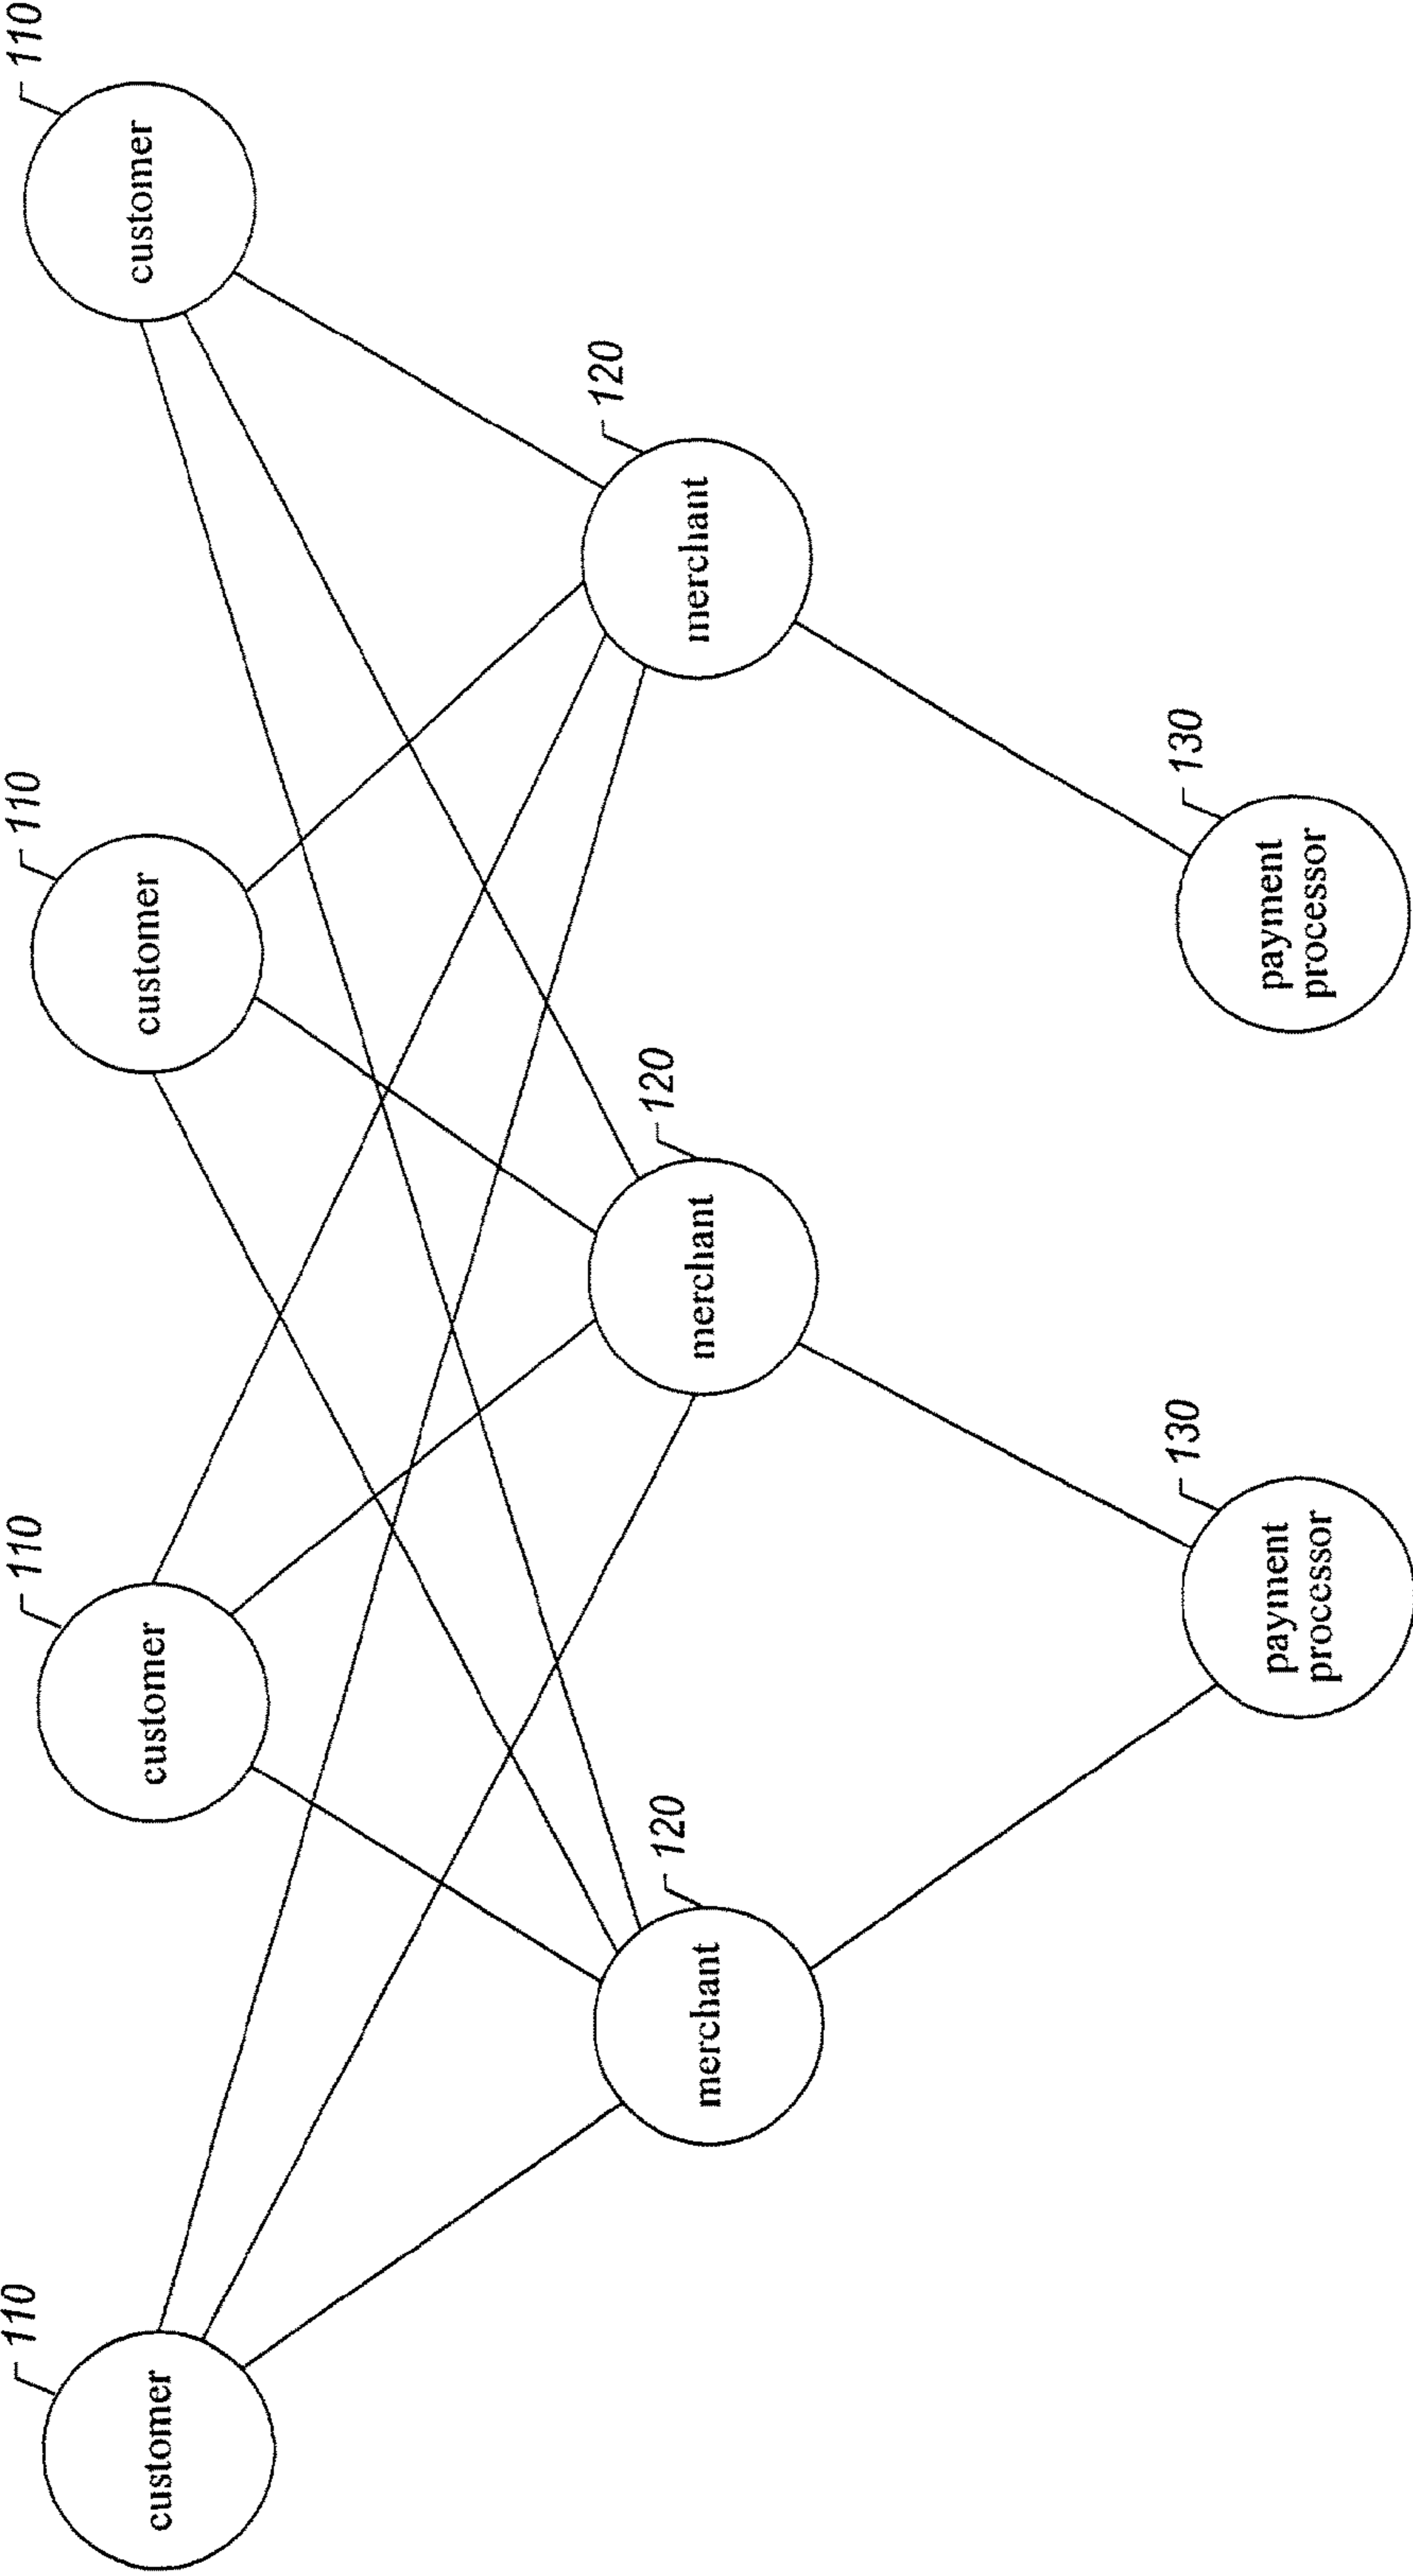 110
110
110
110
customer
customer
customer
customer
120
120
120
merchant
merchant
merchant
130
130
payment
processor
payment
processor